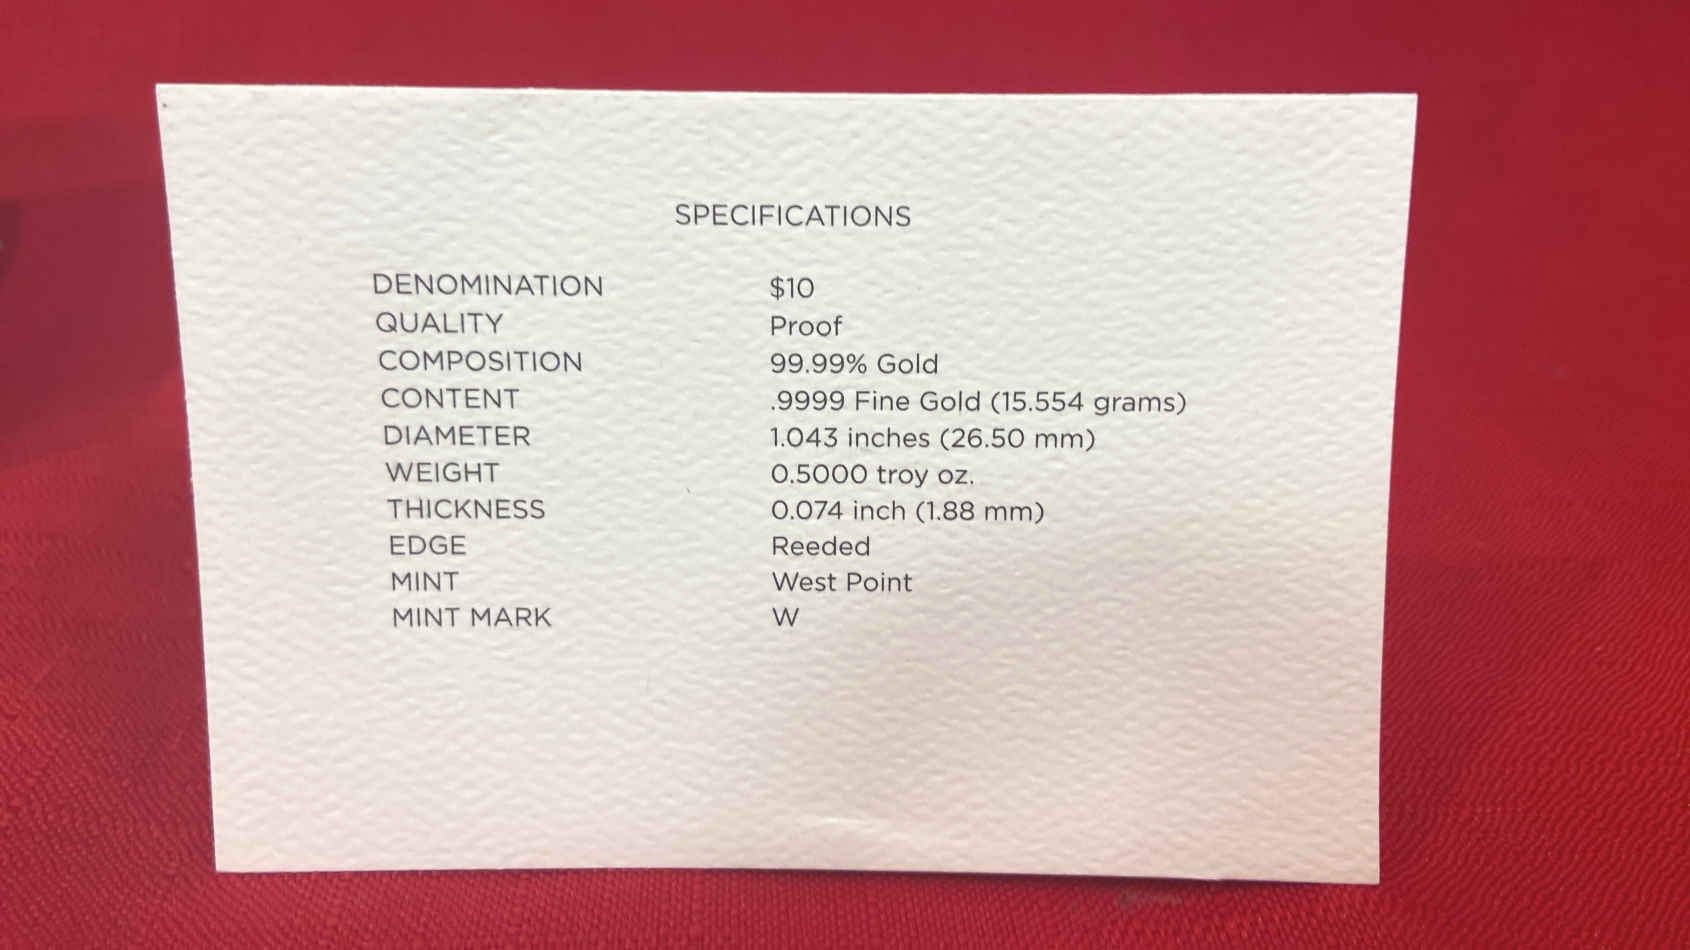 SPECIFICATIONS
DENOMINATION $10
QUALITY Proof
COMPOSITION 99.99% Gold
CONTENT .9999 Fine Gold (15.554 grams)
DIAMETER 1.043 inches (26.50 mm)
WEIGHT 0.5000 troy oz.
THICKNESS 0.074 inch (1.88 mm)
EDGE Reeded
MINT West Point
MINT MARK W